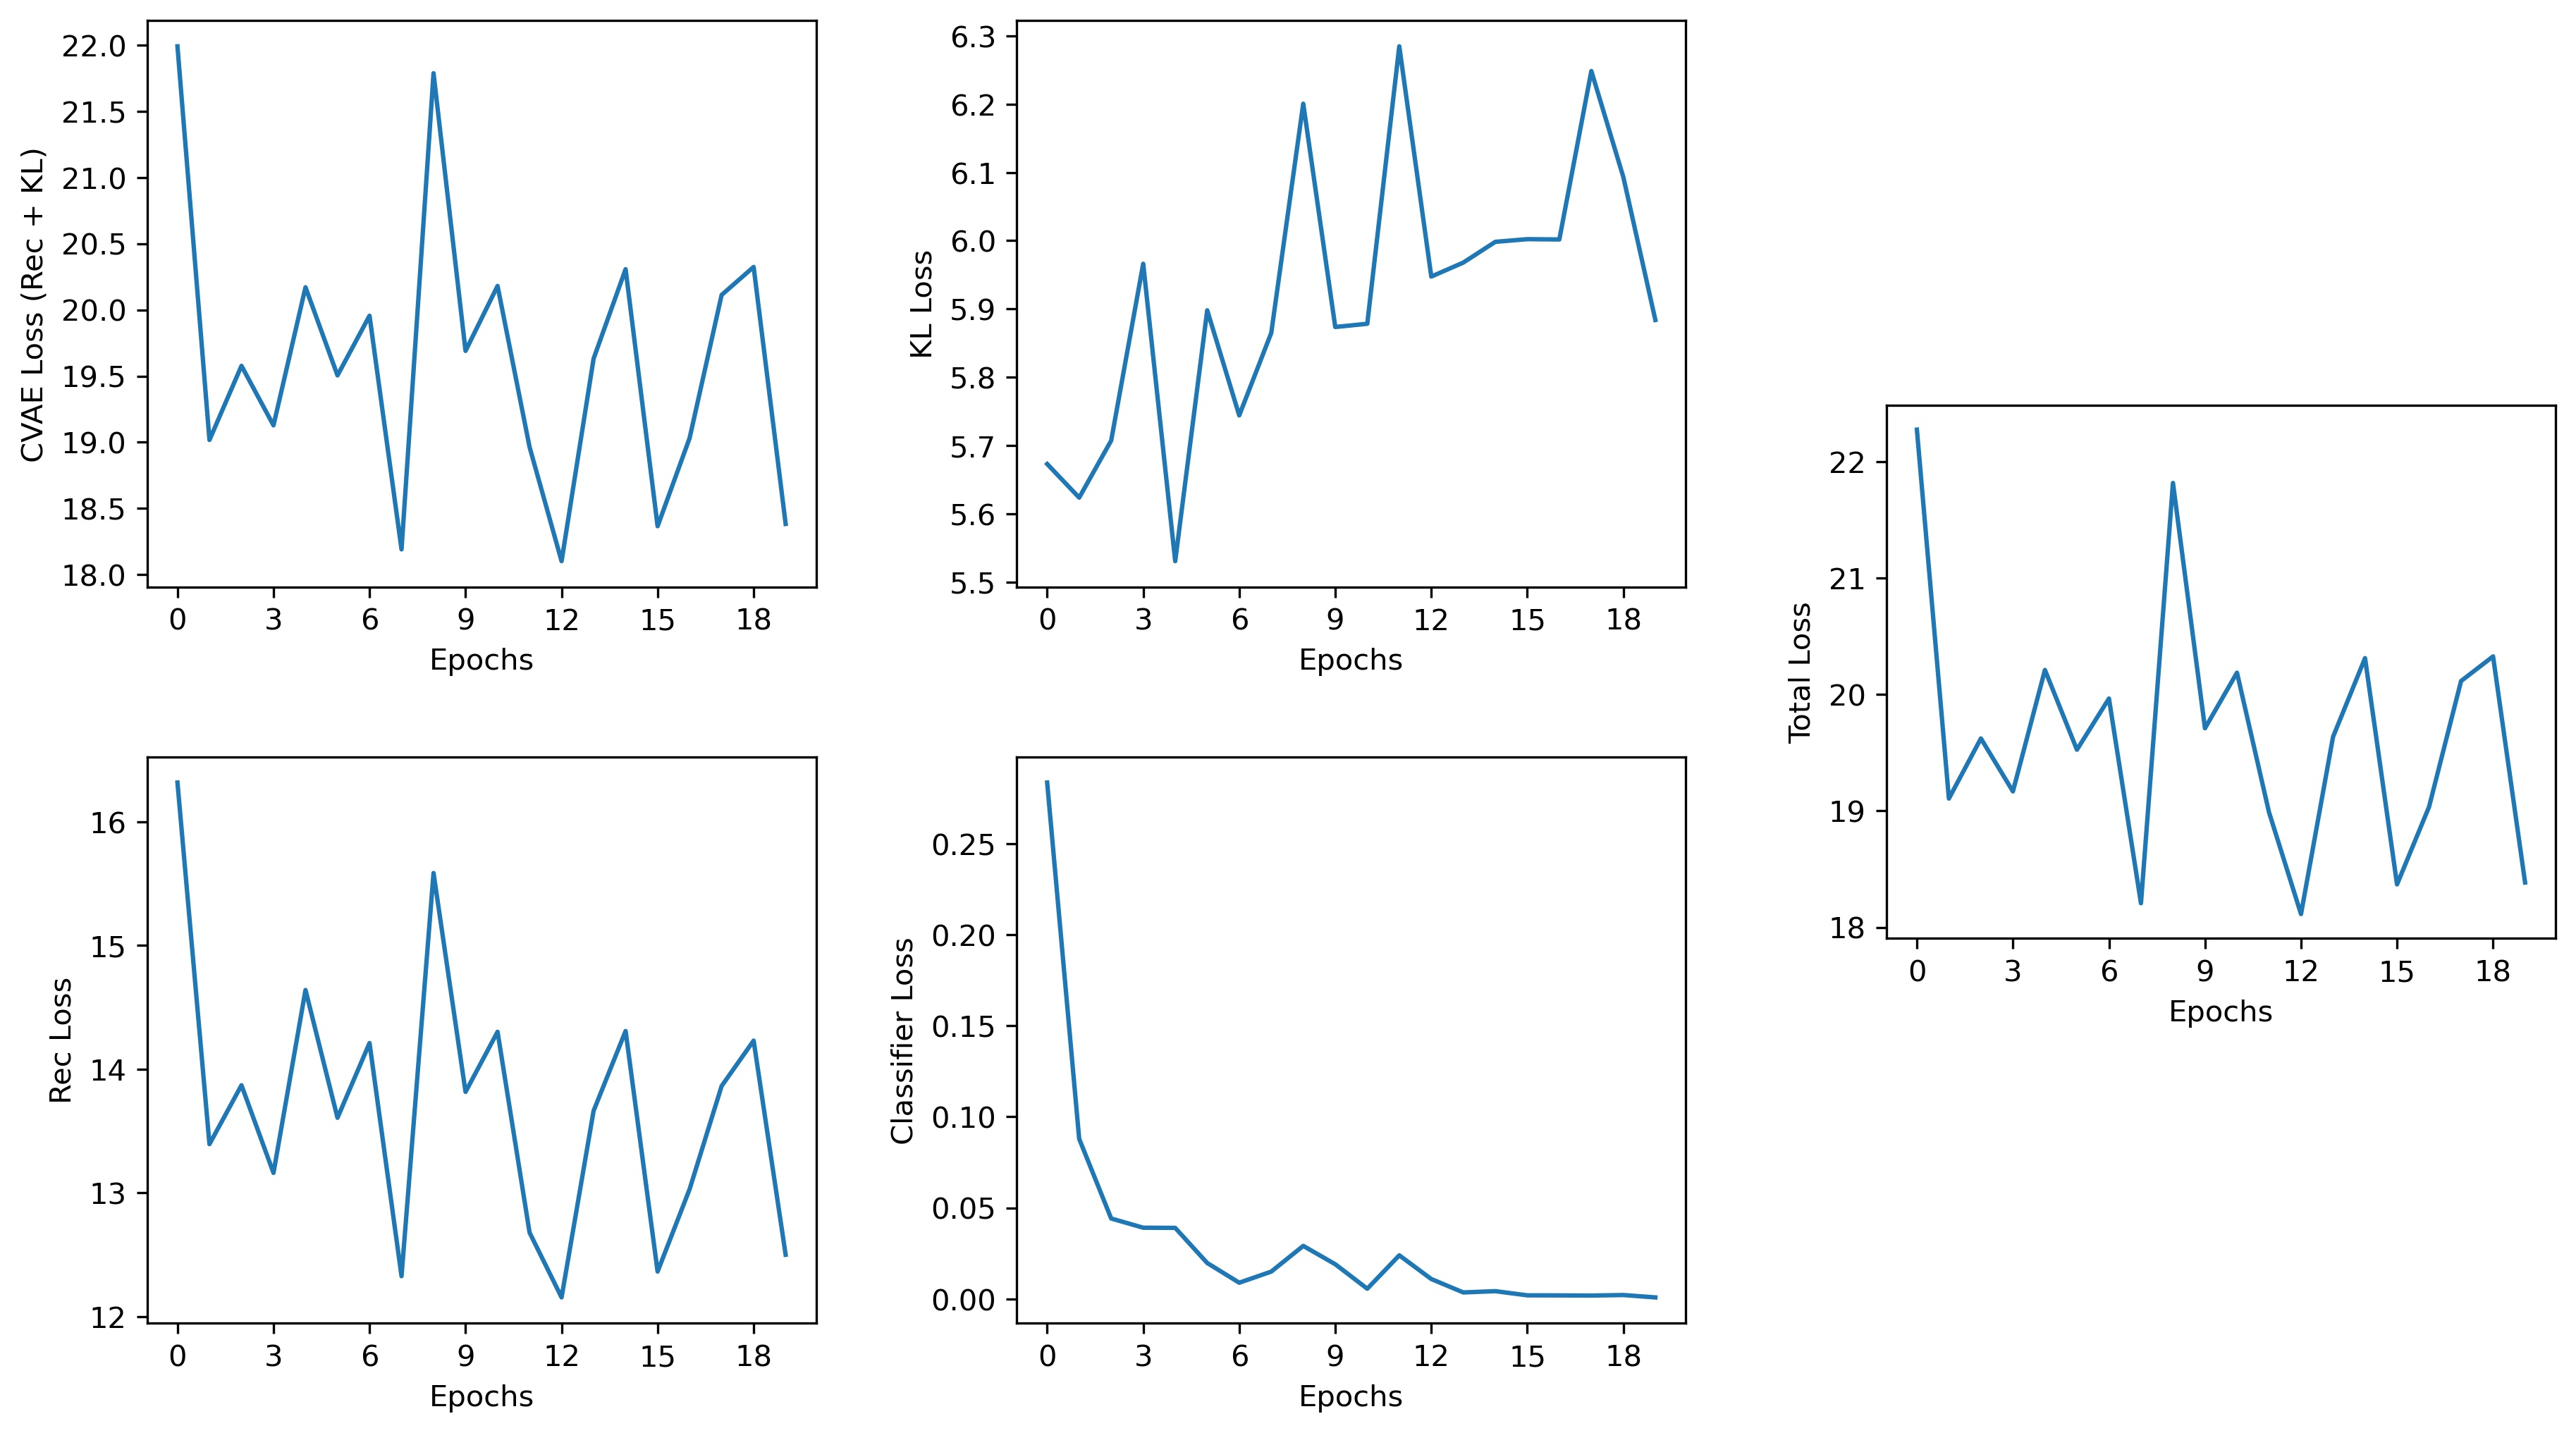 CVAE Loss (Rec + KL)
22.0
21.5
21.0
20.5
20.0
19.5
19.0
18.5
18.0
0 3 6 9 12 15 18
Epochs
KL Loss
6.3
6.2
6.1
6.0
5.9
5.8
5.7
5.6
5.5
0 3 6 9 12 15 18
Epochs
Rec Loss
16
15
14
13
12
0 3 6 9 12 15 18
Epochs
Classifier Loss
0.25
0.20
0.15
0.10
0.05
0.00
0 3 6 9 12 15 18
Epochs
Total Loss
22
21
20
19
18
0 3 6 9 12 15 18
Epochs